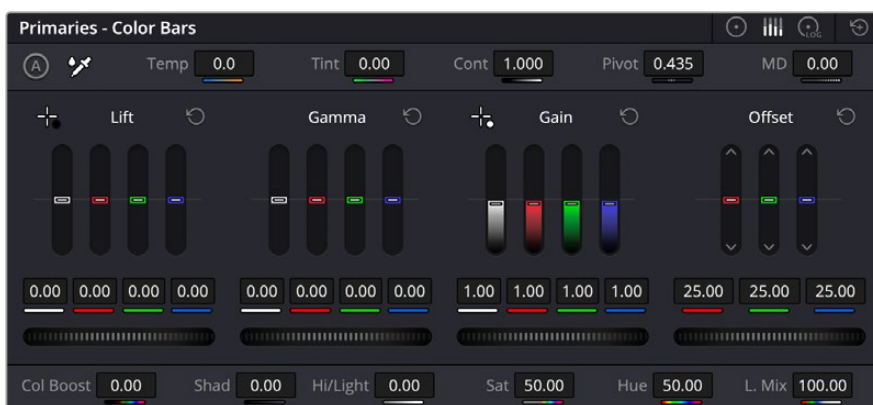 Primaries - Color Bars
LOG
A Temp 0.0 Tint 0.00 Cont 1.000 Pivot 0.435 MD 0.00
Lift Gamma Gain Offset
0.00 0.00 0.00 0.00 0.00 0.00 0.00 0.00 1.00 1.00 1.00 1.00 25.00 25.00 25.00
Col Boost 0.00 Shad 0.00 Hi/Light 0.00 Sat 50.00 Hue 50.00 L. Mix 100.00